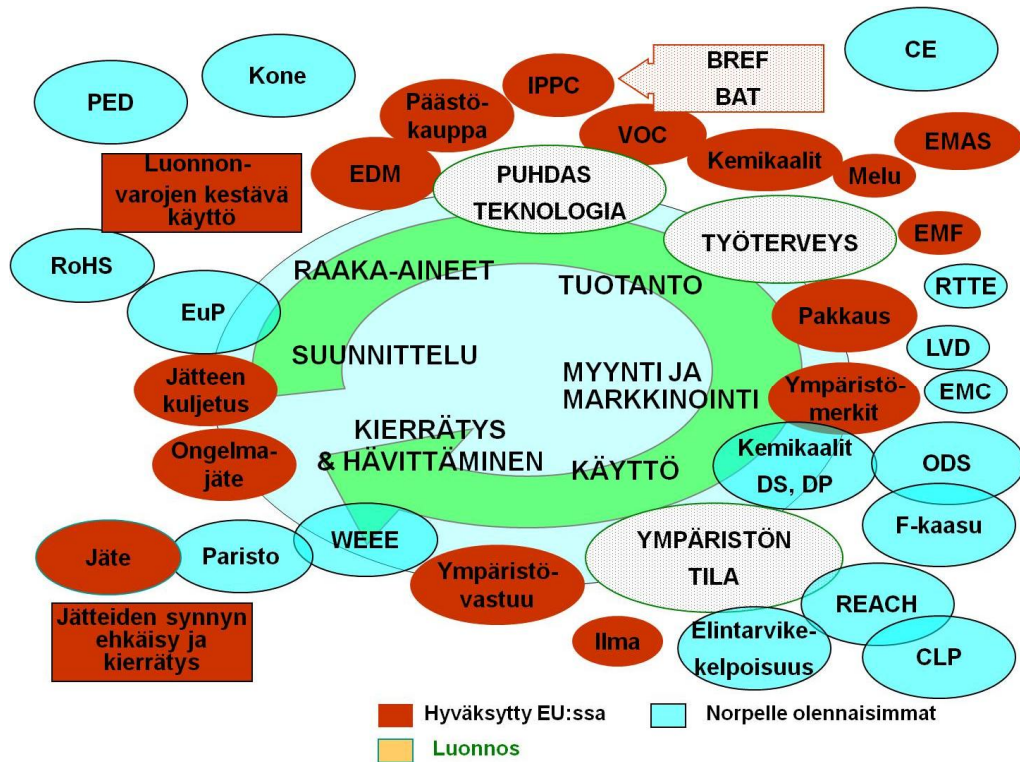 CE
BREF
BAT
Kone
IPPC
PED
Päästö-
kauppa
VOC
EMAS
Kemikaalit
Melu
Luonnon-
varojen kestävä
käyttö
EDM
PUHDAS
TEKNOLOGIA
TYÖTERVEYS
EMF
RoHS
RAAKA-AINEET
TUOTANTO
RTTE
EuP
Pakkaus
LVD
SUUNNITTELU
Jätteen
kuljetus
MYYNTI JA
MARKKINOINTI
Ympäristö-
merkit
EMC
KIERRÄTYS
& HÄVITTÄMINEN
Ongelma-
jäte
KÄYTTÖ
Kemikaalit
DS, DP
ODS
F-kaasu
WEEE
YMPÄRISTÖN
TILA
Jäte
Paristo
Ympäristö-
vastuu
REACH
Jätteiden synnyn
ehkäisy ja
kierrätys
Ilma
Elintarvike-
kelpoisuus
CLP
Hyväksytty EU:ssa
Norpelle olennaisimmat
Luonnos